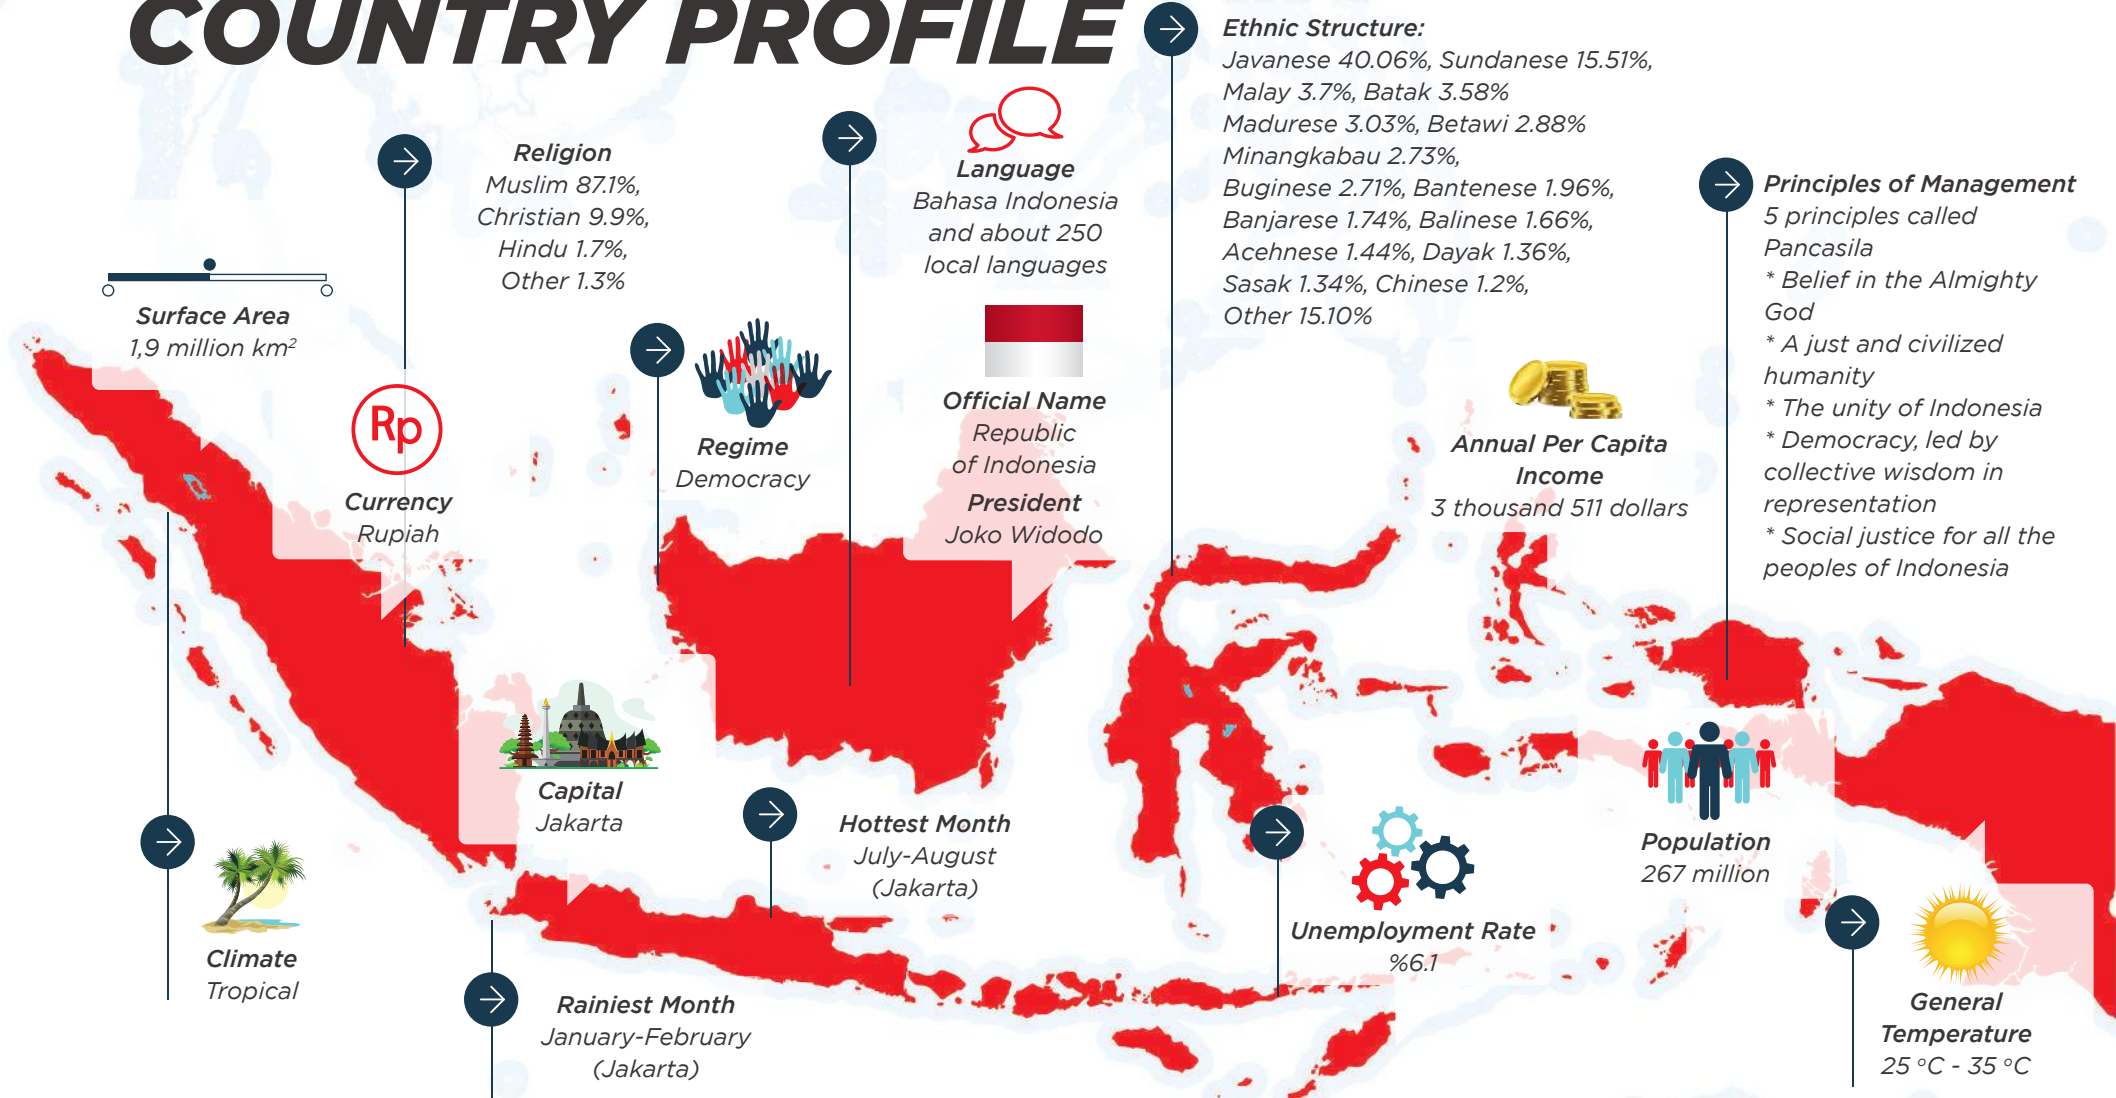 COUNTRY PROFILE
Surface Area
1,9 million km²
Religion
Muslim 87.1%,
Christian 9.9%,
Hindu 1.7%,
Other 1.3%
Rp
Currency
Rupiah
Regime
Democracy
Language
Bahasa Indonesia
and about 250
local languages
Official Name
Republic
of Indonesia
President
Joko Widodo
Ethnic Structure:
Javanese 40.06%, Sundanese 15.51%,
Malay 3.7%, Batak 3.58%
Madurese 3.03%, Betawi 2.88%
Minangkabau 2.73%,
Buginese 2.71%, Bantenese 1.96%,
Banjarese 1.74%, Balinese 1.66%,
Acehnese 1.44%, Dayak 1.36%,
Sasak 1.34%, Chinese 1.2%,
Other 15.10%
Annual Per Capita
Income
3 thousand 511 dollars
Principles of Management
5 principles called
Pancasila
* Belief in the Almighty
God
* A just and civilized
humanity
* The unity of Indonesia
* Democracy, led by
collective wisdom in
representation
* Social justice for all the
peoples of Indonesia
Capital
Jakarta
Climate
Tropical
Rainiest Month
January-February
(Jakarta)
Hottest Month
July-August
(Jakarta)
Unemployment Rate
%6.1
Population
267 million
General
Temperature
25 °C - 35 °C